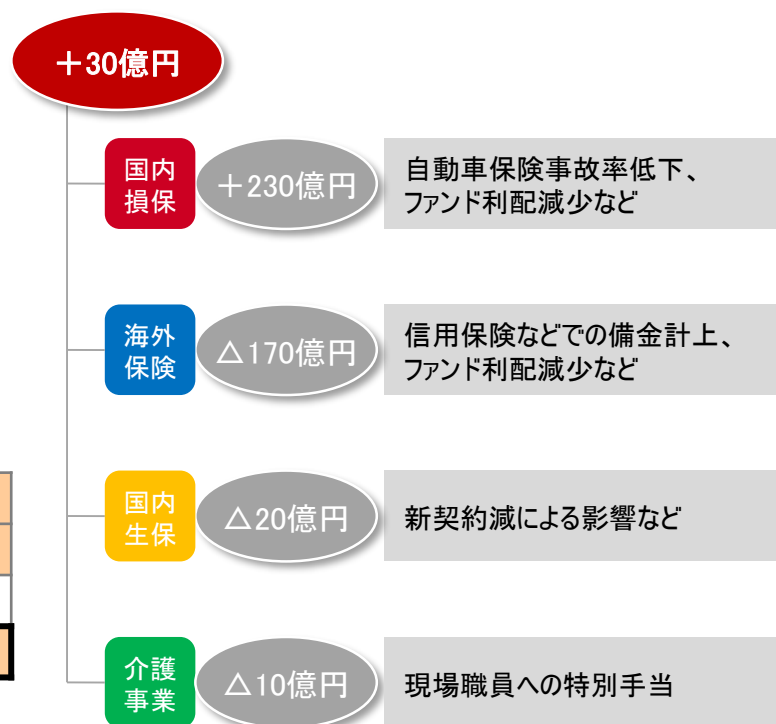 ＋30億円
国内
損保
＋230億円
自動車保険事故率低下、
ファンド利配減少など
海外
保険
△170億円
信用保険などでの備金計上、
ファンド利配減少など
国内
生保
△20億円
新契約減による影響など
介護
事業
△10億円
現場職員への特別手当